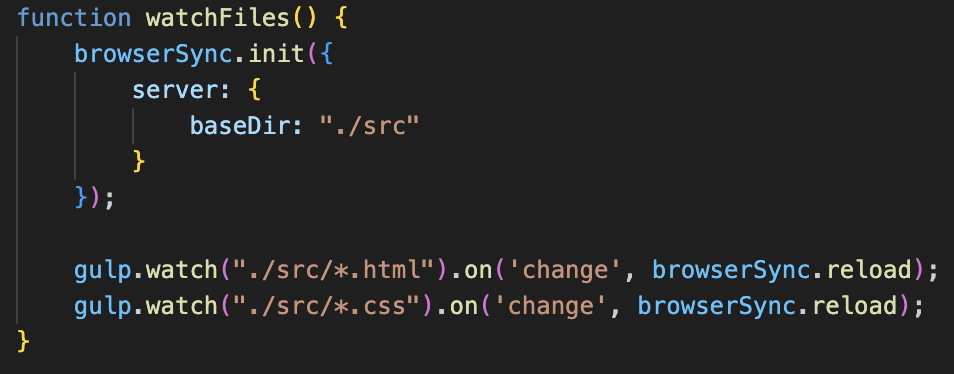 function watchFiles() {
    browserSync.init({
        server: {
            baseDir: "./src"
        }
    });

    gulp.watch("./src/*.html").on('change', browserSync.reload);
    gulp.watch("./src/*.css").on('change', browserSync.reload);
}